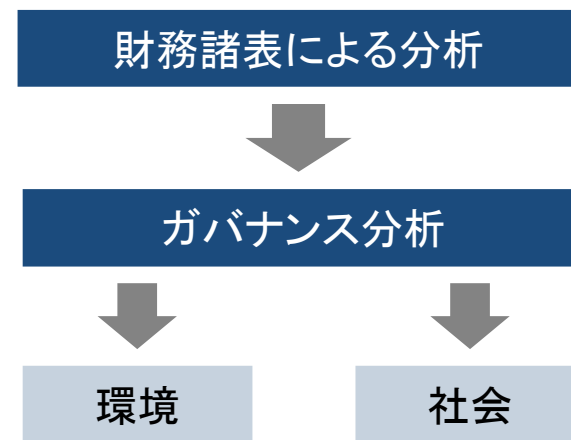 財務諸表による分析
ガバナンス分析
環境
社会